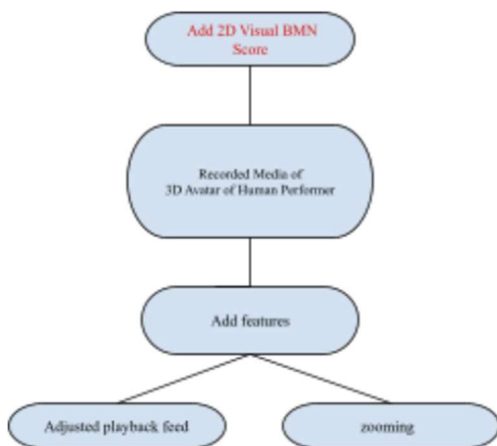 Add 2D Visual BMN
Score
Recorded Media of
3D Avatar of Human Performer
Add features
Adjusted playback feed
zooming